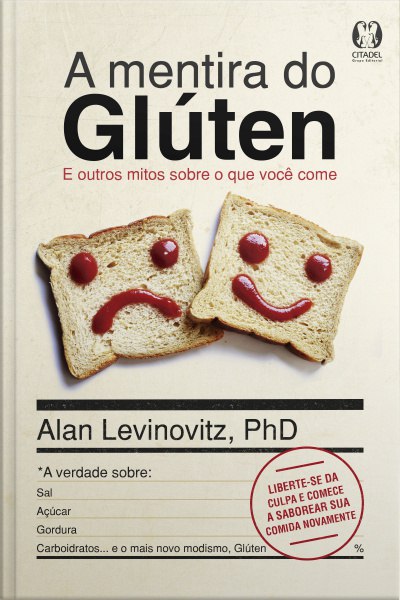 CITADEL
Grupo Editorial
A mentira do
Glúten
E outros mitos sobre o que você come
Alan Levinovitz, PhD
*A verdade sobre:
Sal
Açúcar
Gordura
Carboidratos... e o mais novo modismo, Glúten
%
LIBERTE-SE DA
CULPA E COMECE
A SABOREAR SUA
COMIDA NOVAMENTE